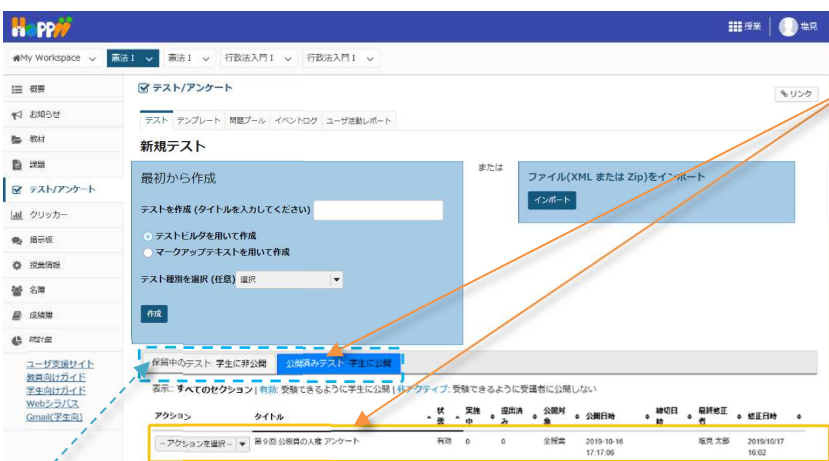 HoppII
授業
塩見
My Workspace
憲法 I
憲法 I
行政法入門 I
行政法入門 I
概要
お知らせ
教材
課題
テスト/アンケート
クリッカー
掲示板
授業情報
名簿
成績簿
統計量
ユーザ支援サイト
教員向けガイド
学生向けガイド
Webシラバス
Gmail(学生向)
テスト/アンケート
リンク
テスト テンプレート 問題プール イベントログ ユーザ活動レポート
新規テスト
最初から作成
テストを作成 (タイトルを入力してください)
テストビルダを用いて作成
マークアップテキストを用いて作成
テスト種別を選択 (任意) 選択
作成
または
ファイル(XML または Zip)をインポート
インポート
保留中のテスト 学生に非公開
公開済みテスト 学生に公開
表示:: すべてのセクション | 有効: 受験できるように学生に公開 | 非アクティブ: 受験できるように受講者に公開しない
アクション タイトル 状態 実施中 提出済み 公開対象 公開日時 締切日時 最終修正者 修正日時
-- アクションを選択 -- 第9回 公務員の人権 アンケート 有効 0 0 全授業 2019-10-16 17:17:06 塩見 太郎 2019/10/17 16:02